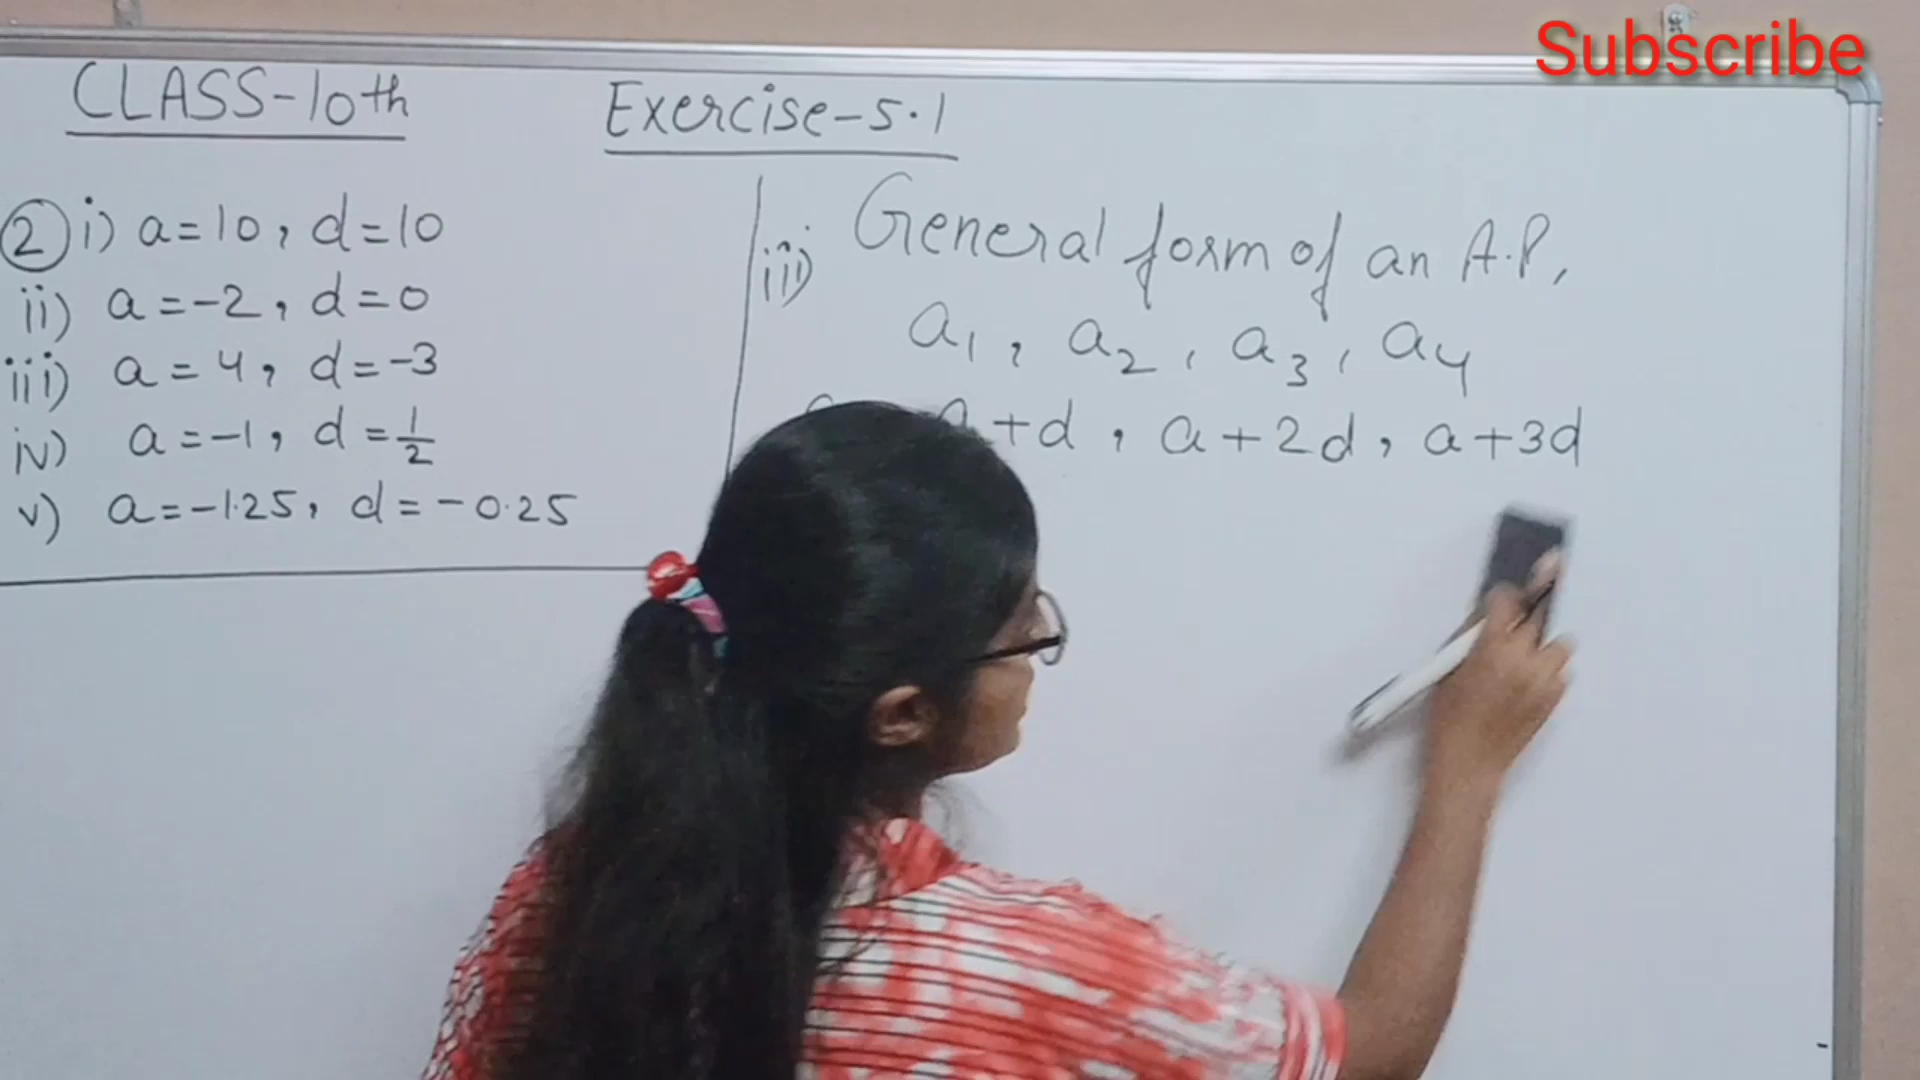 Subscribe
CLASS-10th
Exercise-5.1
2 i) a=10, d=10
ii) a=-2, d=0
iii) a=4, d=-3
iv) a=-1, d=1/2
v) a=-1.25, d=-0.25
iii) General form of an A.P,
a₁, a₂, a₃, a₄
+d, a+2d, a+3d